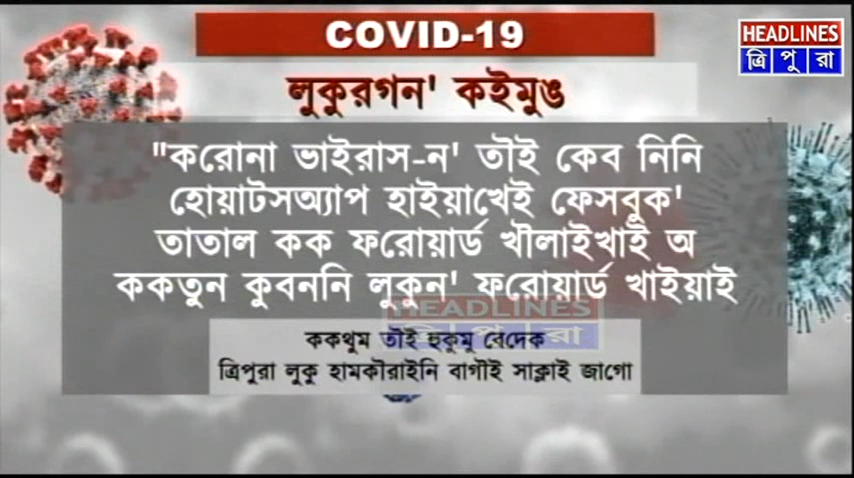 COVID-19
HEADLINES
ত্রিপুরা
লুকুরগন' কইমুঙ
"করোনা ভাইরাস-ন' তৗই কেব নিনি
হোয়াটসঅ্যাপ হাইয়াখেই ফেসবুক'
তাতাল কক ফরোয়ার্ড খীলাইখাই অ
ককতুন কুবননি লুকুন' ফরোয়ার্ড খাইয়াই
HEADLINES
ত্রিপুরা
ককথুম তৗই হুকুমু বেদেক
ত্রিপুরা লুকু হামকৗরাইনি বাগৗই সাক্লাই জাগো